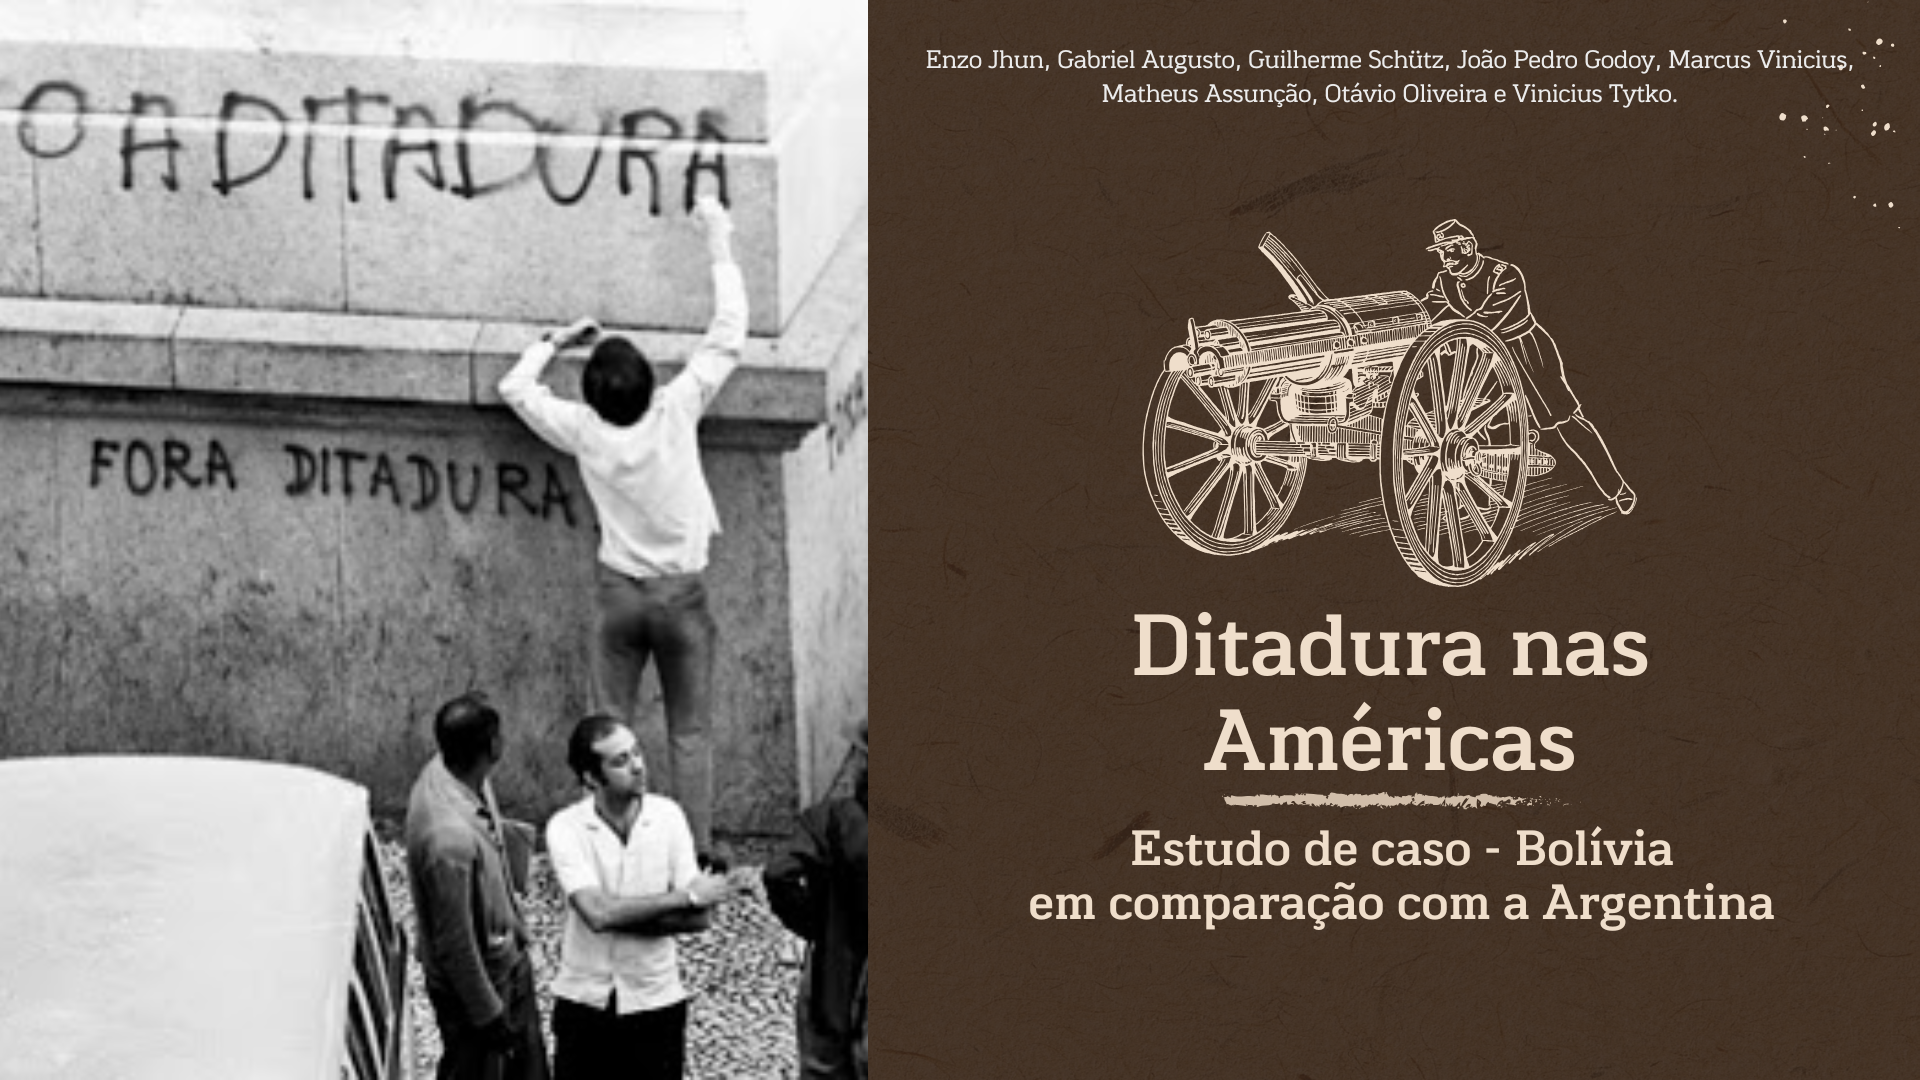 O A DITADURA
FORA DITADURA
Enzo Jhun, Gabriel Augusto, Guilherme Schütz, João Pedro Godoy, Marcus Vinicius,
Matheus Assunção, Otávio Oliveira e Vinicius Tytko.
Ditadura nas
Américas
Estudo de caso - Bolívia
em comparação com a Argentina